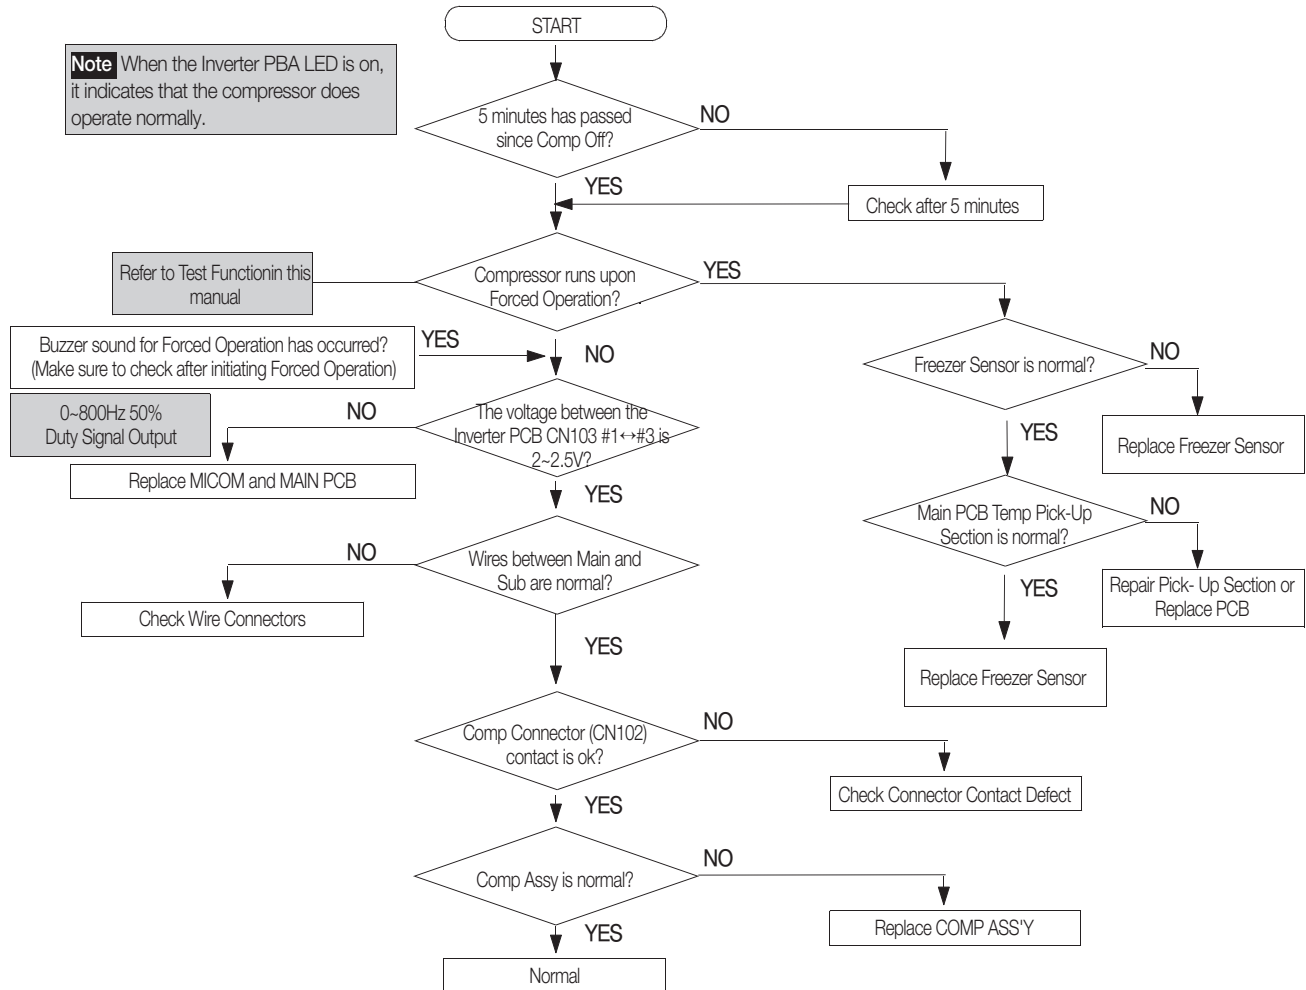 START
Note When the Inverter PBA LED is on,
it indicates that the compressor does
operate normally.
5 minutes has passed
since Comp Off?
NO
YES
Check after 5 minutes
Refer to Test Functionin this
manual
Compressor runs upon
Forced Operation?
YES
Buzzer sound for Forced Operation has occurred?
(Make sure to check after initiating Forced Operation)
YES
NO
Freezer Sensor is normal?
NO
0~800Hz 50%
Duty Signal Output
NO
The voltage between the
Inverter PCB CN103 #1↔#3 is
2~2.5V?
YES
Replace Freezer Sensor
Replace MICOM and MAIN PCB
YES
Main PCB Temp Pick-Up
Section is normal?
NO
NO
Wires between Main and
Sub are normal?
YES
Repair Pick- Up Section or
Replace PCB
Check Wire Connectors
YES
Replace Freezer Sensor
Comp Connector (CN102)
contact is ok?
NO
Check Connector Contact Defect
YES
Comp Assy is normal?
NO
Replace COMP ASS'Y
YES
Normal